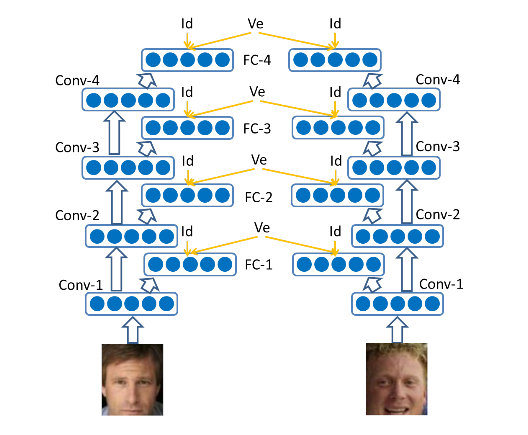 Id Ve Id
FC-4
Conv-4 Conv-4
Id Ve Id
FC-3
Conv-3 Conv-3
Id Ve Id
FC-2
Conv-2 Conv-2
Id Ve Id
FC-1
Conv-1 Conv-1